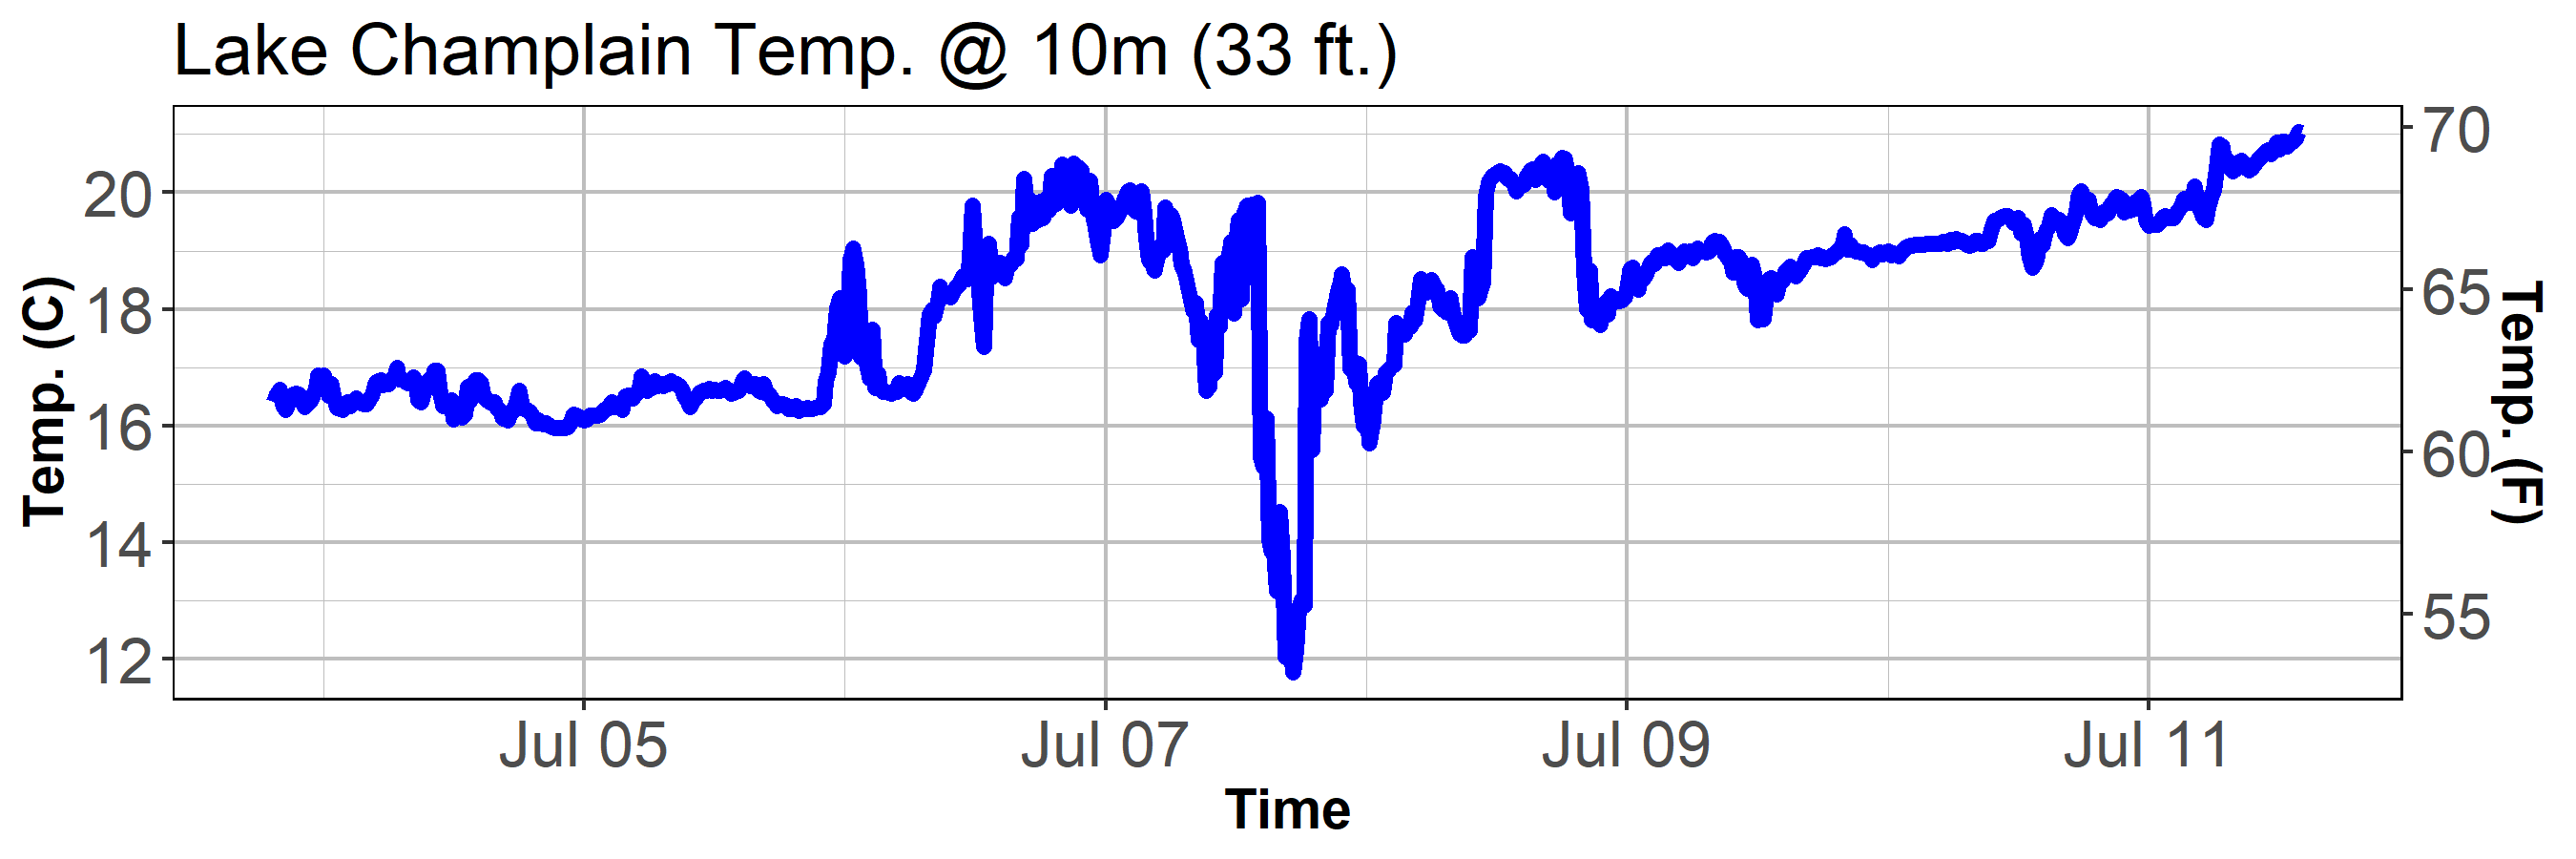 Lake Champlain Temp. @ 10m (33 ft.)
Temp. (C)
20
18
16
14
12
70
65
60
55
Temp. (F)
Jul 05 Jul 07 Jul 09 Jul 11
Time